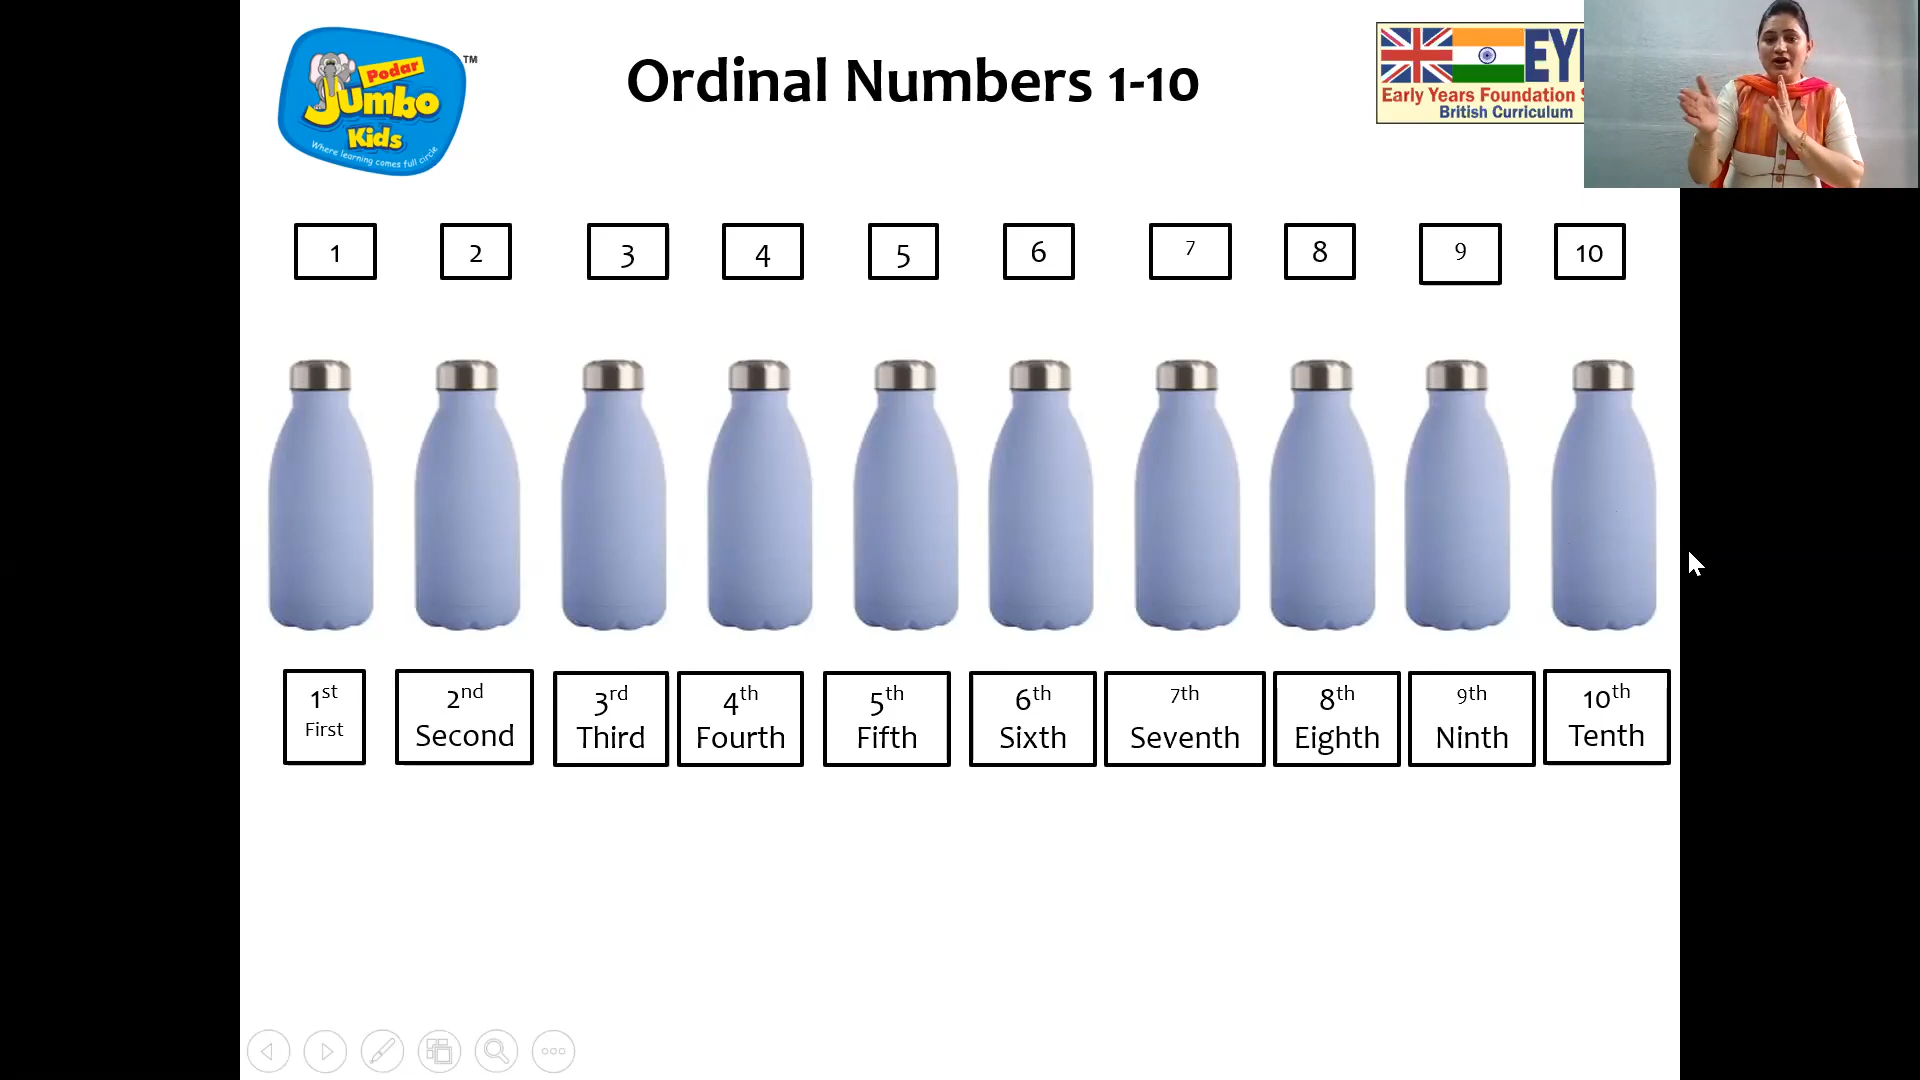 Podar
Jumbo
Kids
Where learning comes full circle
TM
Ordinal Numbers 1-10
Early Years Foundation
British Curriculum
1 2 3 4 5 6 7 8 9 10
1st 2nd 3rd 4th 5th 6th 7th 8th 9th 10th
First Second Third Fourth Fifth Sixth Seventh Eighth Ninth Tenth